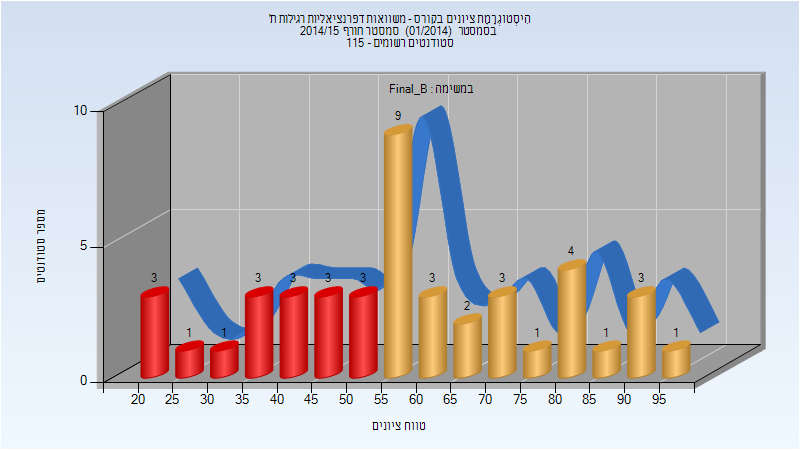 היסטוגרמת ציונים בקורס - משוואות דפרנציאליות רגילות ח'
בסמסטר (01/2014) סמסטר חורף 2014/15
סטודנטים רשומים - 115
במשימה : Final_B
מספר סטודנטים
10
5
0
3
1
1
3
3
3
3
9
3
2
3
1
4
1
3
1
20 25 30 35 40 45 50 55 60 65 70 75 80 85 90 95
טווח ציונים